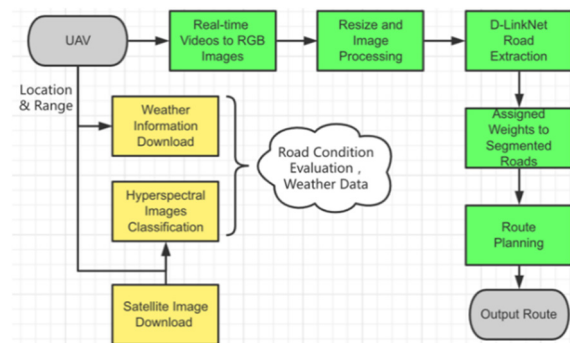 UAV
Real-time
Videos to RGB
Images
Resize and
Image
Processing
D-LinkNet
Road
Extraction
Location
& Range
Weather
Information
Download
Road Condition
Evaluation ,
Weather Data
Assigned
Weights to
Segmented
Roads
Hyperspectral
Images
Classification
Route
Planning
Satellite Image
Download
Output Route